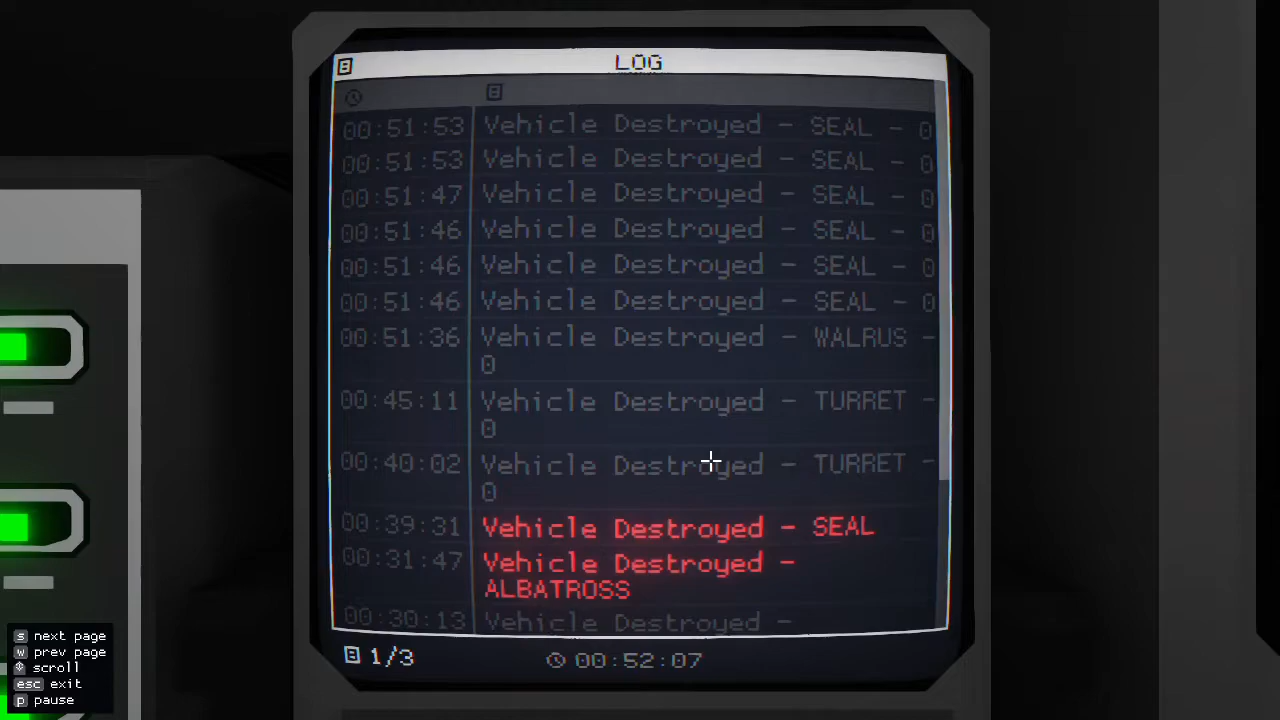 LOG
00:51:53 Vehicle Destroyed - SEAL - 0
00:51:53 Vehicle Destroyed - SEAL - 0
00:51:47 Vehicle Destroyed - SEAL - 0
00:51:46 Vehicle Destroyed - SEAL - 0
00:51:46 Vehicle Destroyed - SEAL - 0
00:51:46 Vehicle Destroyed - SEAL - 0
00:51:36 Vehicle Destroyed - WALRUS -
0
00:45:11 Vehicle Destroyed - TURRET -
0
00:40:02 Vehicle Destroyed - TURRET -
0
00:39:31 Vehicle Destroyed - SEAL
00:31:47 Vehicle Destroyed -
ALBATROSS
00:30:13 Vehicle Destroyed -
1/3 00:52:07
s next page
w prev page
scroll
esc exit
p pause